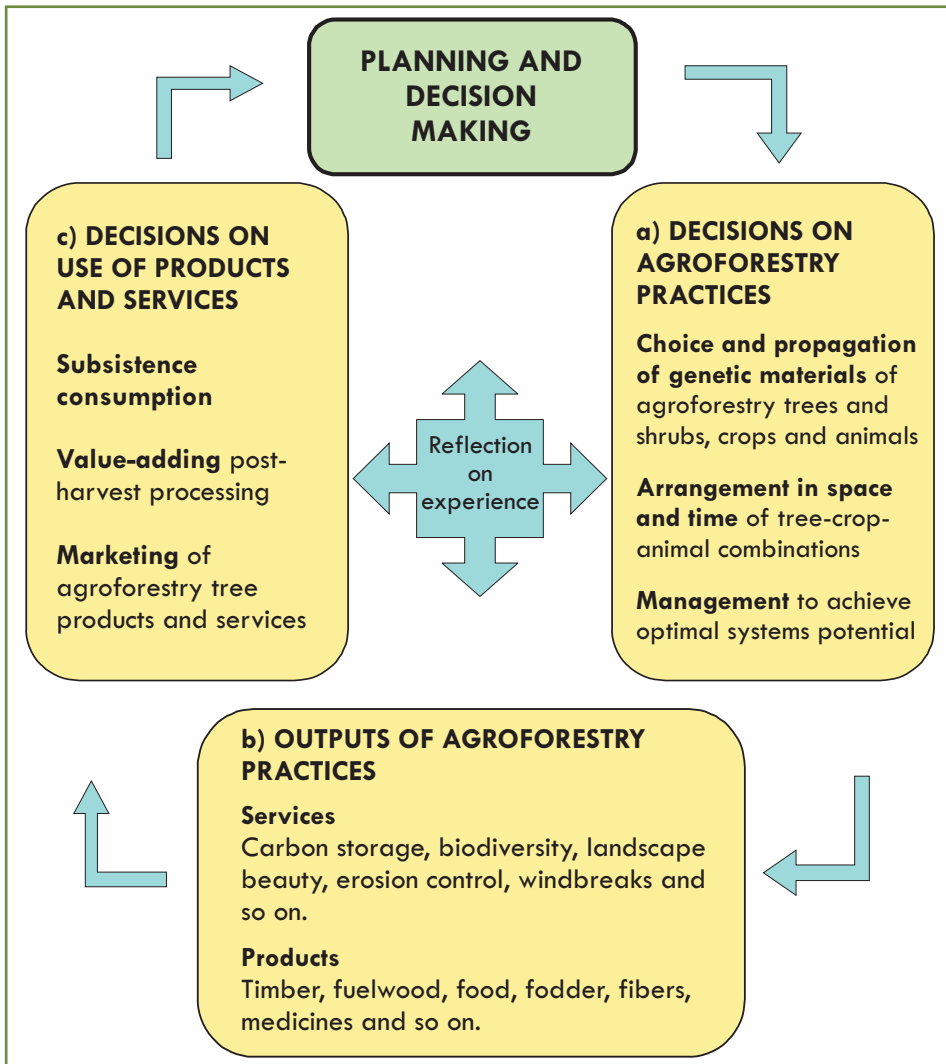 PLANNING AND
DECISION
MAKING
a) DECISIONS ON
AGROFORESTRY
PRACTICES
Choice and propagation
of genetic materials of
agroforestry trees and
shrubs, crops and animals
Arrangement in space
and time of tree-crop-
animal combinations
Management to achieve
optimal systems potential
b) OUTPUTS OF AGROFORESTRY
PRACTICES
Services
Carbon storage, biodiversity, landscape
beauty, erosion control, windbreaks and
so on.
Products
Timber, fuelwood, food, fodder, fibers,
medicines and so on.
c) DECISIONS ON
USE OF PRODUCTS
AND SERVICES
Subsistence
consumption
Value-adding post-
harvest processing
Marketing of
agroforestry tree
products and services
Reflection
on
experience